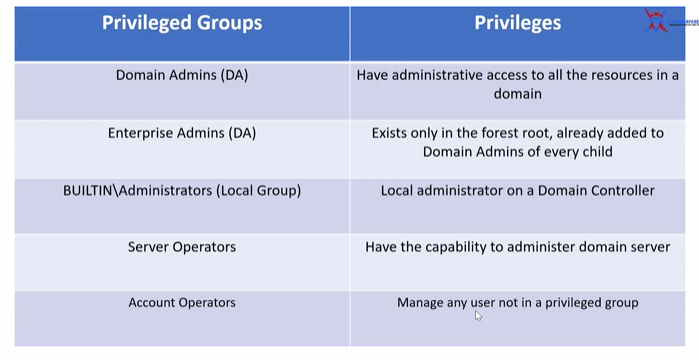 Privileged Groups
Privileges
Domain Admins (DA)
Have administrative access to all the resources in a
domain
Enterprise Admins (DA)
Exists only in the forest root, already added to
Domain Admins of every child
BUILTIN\Administrators (Local Group)
Local administrator on a Domain Controller
Server Operators
Have the capability to administer domain server
Account Operators
Manage any user not in a privileged group